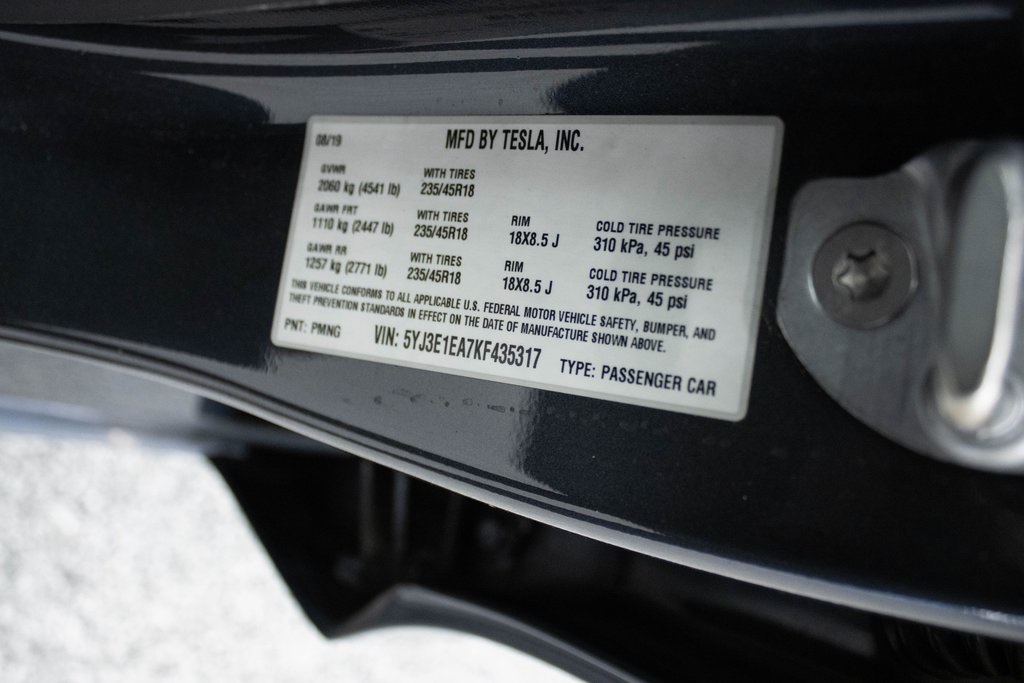 08/19 MFD BY TESLA, INC.
GVWR WITH TIRES
2060 kg (4541 lb) 235/45R18
GAWR FRT WITH TIRES RIM COLD TIRE PRESSURE
1110 kg (2447 lb) 235/45R18 18X8.5 J 310 kPa, 45 psi
GAWR RR WITH TIRES RIM COLD TIRE PRESSURE
1257 kg (2771 lb) 235/45R18 18X8.5 J 310 kPa, 45 psi
THIS VEHICLE CONFORMS TO ALL APPLICABLE U.S. FEDERAL MOTOR VEHICLE SAFETY, BUMPER, AND
THEFT PREVENTION STANDARDS IN EFFECT ON THE DATE OF MANUFACTURE SHOWN ABOVE.
PNT: PMNG VIN: 5YJ3E1EA7KF435317 TYPE: PASSENGER CAR